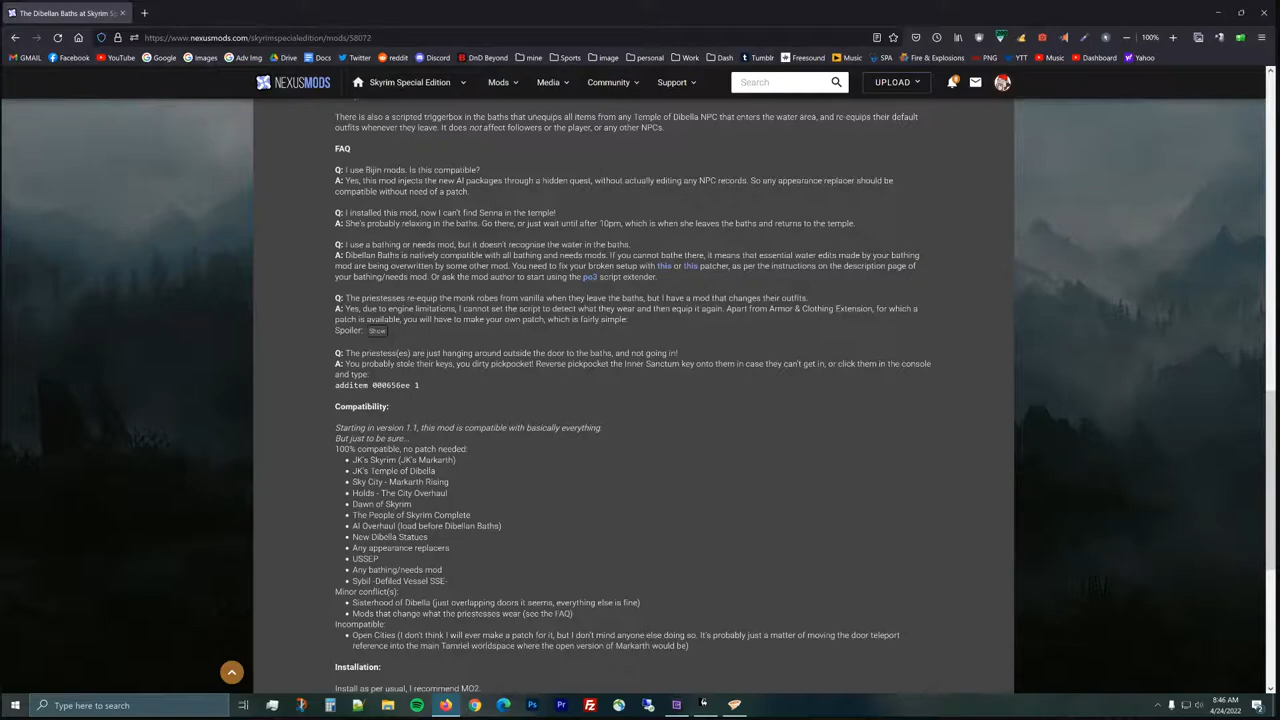 The Dibellan Baths at Skyrim Sp
https://www.nexusmods.com/skyrimspecialedition/mods/58072
100%
GMAIL Facebook YouTube Google Images Adv Img Drive Docs Twitter reddit Discord DnD Beyond mine Sports image personal Work Dash Tumblr Freesound Music SPA Fire & Explosions PNG YTT Music Dashboard Yahoo
NEXUSMODS Skyrim Special Edition Mods Media Community Support Search UPLOAD
There is also a scripted triggerbox in the baths that unequips all items from any Temple of Dibella NPC that enters the water area, and re-equips their default
outfits whenever they leave. It does not affect followers or the player, or any other NPCs.
FAQ
Q: I use Bijin mods. Is this compatible?
A: Yes, this mod injects the new AI packages through a hidden quest, without actually editing any NPC records. So any appearance replacer should be
compatible without need of a patch.
Q: I installed this mod, now I can't find Senna in the temple!
A: She's probably relaxing in the baths. Go there, or just wait until after 10pm, which is when she leaves the baths and returns to the temple.
Q: I use a bathing or needs mod, but it doesn't recognise the water in the baths.
A: Dibellan Baths is natively compatible with all bathing and needs mods. If you cannot bathe there, it means that essential water edits made by your bathing
mod are being overwritten by some other mod. You need to fix your broken setup with this or this patcher, as per the instructions on the description page of
your bathing/needs mod. Or ask the mod author to start using the po3 script extender.
Q: The priestesses re-equip the monk robes from vanilla when they leave the baths, but I have a mod that changes their outfits.
A: Yes, due to engine limitations, I cannot set the script to detect what they wear and then equip it again. Apart from Armor & Clothing Extension, for which a
patch is available, you will have to make your own patch, which is fairly simple:
Spoiler: Show
Q: The priestess(es) are just hanging around outside the door to the baths, and not going in!
A: You probably stole their keys, you dirty pickpocket! Reverse pickpocket the Inner Sanctum key onto them in case they can't get in, or click them in the console
and type:
additem 000656ee 1
Compatibility:
Starting in version 1.1, this mod is compatible with basically everything.
But just to be sure...
100% compatible, no patch needed:
JK's Skyrim (JK's Markarth)
JK's Temple of Dibella
Sky City - Markarth Rising
Holds - The City Overhaul
Dawn of Skyrim
The People of Skyrim Complete
AI Overhaul (load before Dibellan Baths)
New Dibella Statues
Any appearance replacers
USSEP
Any bathing/needs mod
Sybil -Defiled Vessel SSE-
Minor conflict(s):
Sisterhood of Dibella (just overlapping doors it seems, everything else is fine)
Mods that change what the priestesses wear (see the FAQ)
Incompatible:
Open Cities (I don't think I will ever make a patch for it, but I don't mind anyone else doing so. It's probably just a matter of moving the door teleport
reference into the main Tamriel worldspace where the open version of Markarth would be)
Installation:
Install as per usual, I recommend MO2.
Type here to search
8:46 AM
4/24/2022